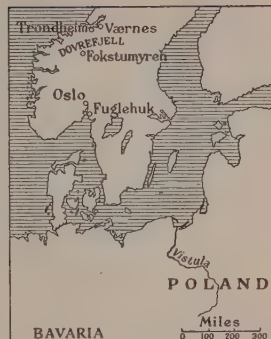 Trondheim Værnes
DOVREFJELL
Fokstumyren
Oslo
Fuglehuk
Vistula
POLAND
Miles
BAVARIA
0 100 200 300